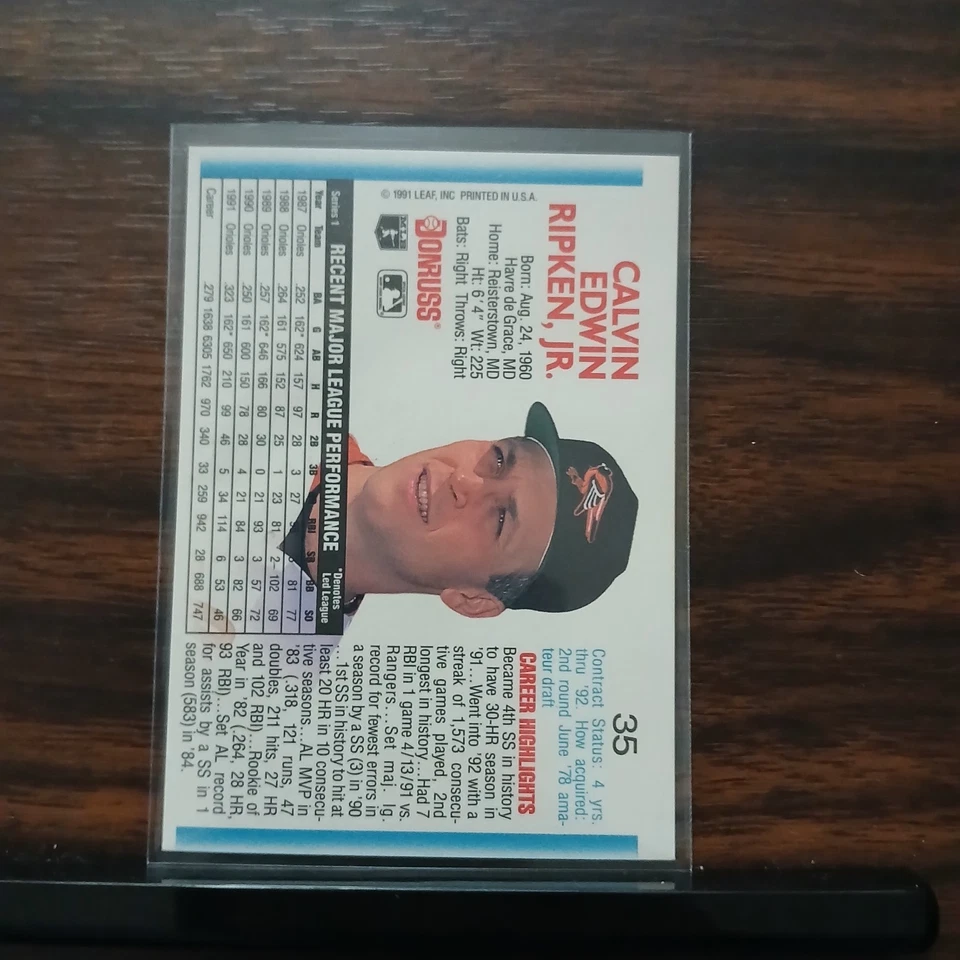 35
CALVIN
EDWIN
RIPKEN, JR.
Born: Aug. 24, 1960
Havre de Grace, MD
Home: Reisterstown, MD
Ht: 6'4" Wt: 225
Bats: Right Throws: Right
DONRUSS®
© 1991 LEAF, INC PRINTED IN U.S.A.
Contract Status: 4 yrs.
thru '92. How acquired:
2nd round June '78 ama-
teur draft
CAREER HIGHLIGHTS
Became 4th SS in history
to have 30-HR season in
'91... Went into '92 with a
streak of 1,573 consecu-
tive games played, 2nd
longest in history... Had 7
RBI in 1 game 4/13/91 vs.
Rangers... Set maj. lg.
record for fewest errors in
a season by a SS (3) in '90
... 1st SS in history to hit at
least 20 HR in 10 consecu-
tive seasons... AL MVP in
'83 (.318, 121 runs, 47
doubles, 211 hits, 27 HR
and 102 RBI)... Rookie of
Year in '82 (.264, 28 HR,
93 RBI)... Set AL record
for assists by a SS in 1
season (583) in '84.
Series 1 RECENT MAJOR LEAGUE PERFORMANCE *Denotes
Led League
Year Team BA G AB H R 2B 3B RBI SB BB SO
1987 Orioles .252 162* 624 157 97 28 3 27 81 77
1988 Orioles .264 161 575 152 87 25 1 23 81 2 102 69
1989 Orioles .257 162* 646 166 80 30 0 21 93 3 57 72
1990 Orioles .250 161 600 150 78 28 4 21 84 3 82 66
1991 Orioles .323 162* 650 210 99 46 5 34 114 6 53 46
Career .279 1638 6305 1762 970 340 33 259 942 28 688 747